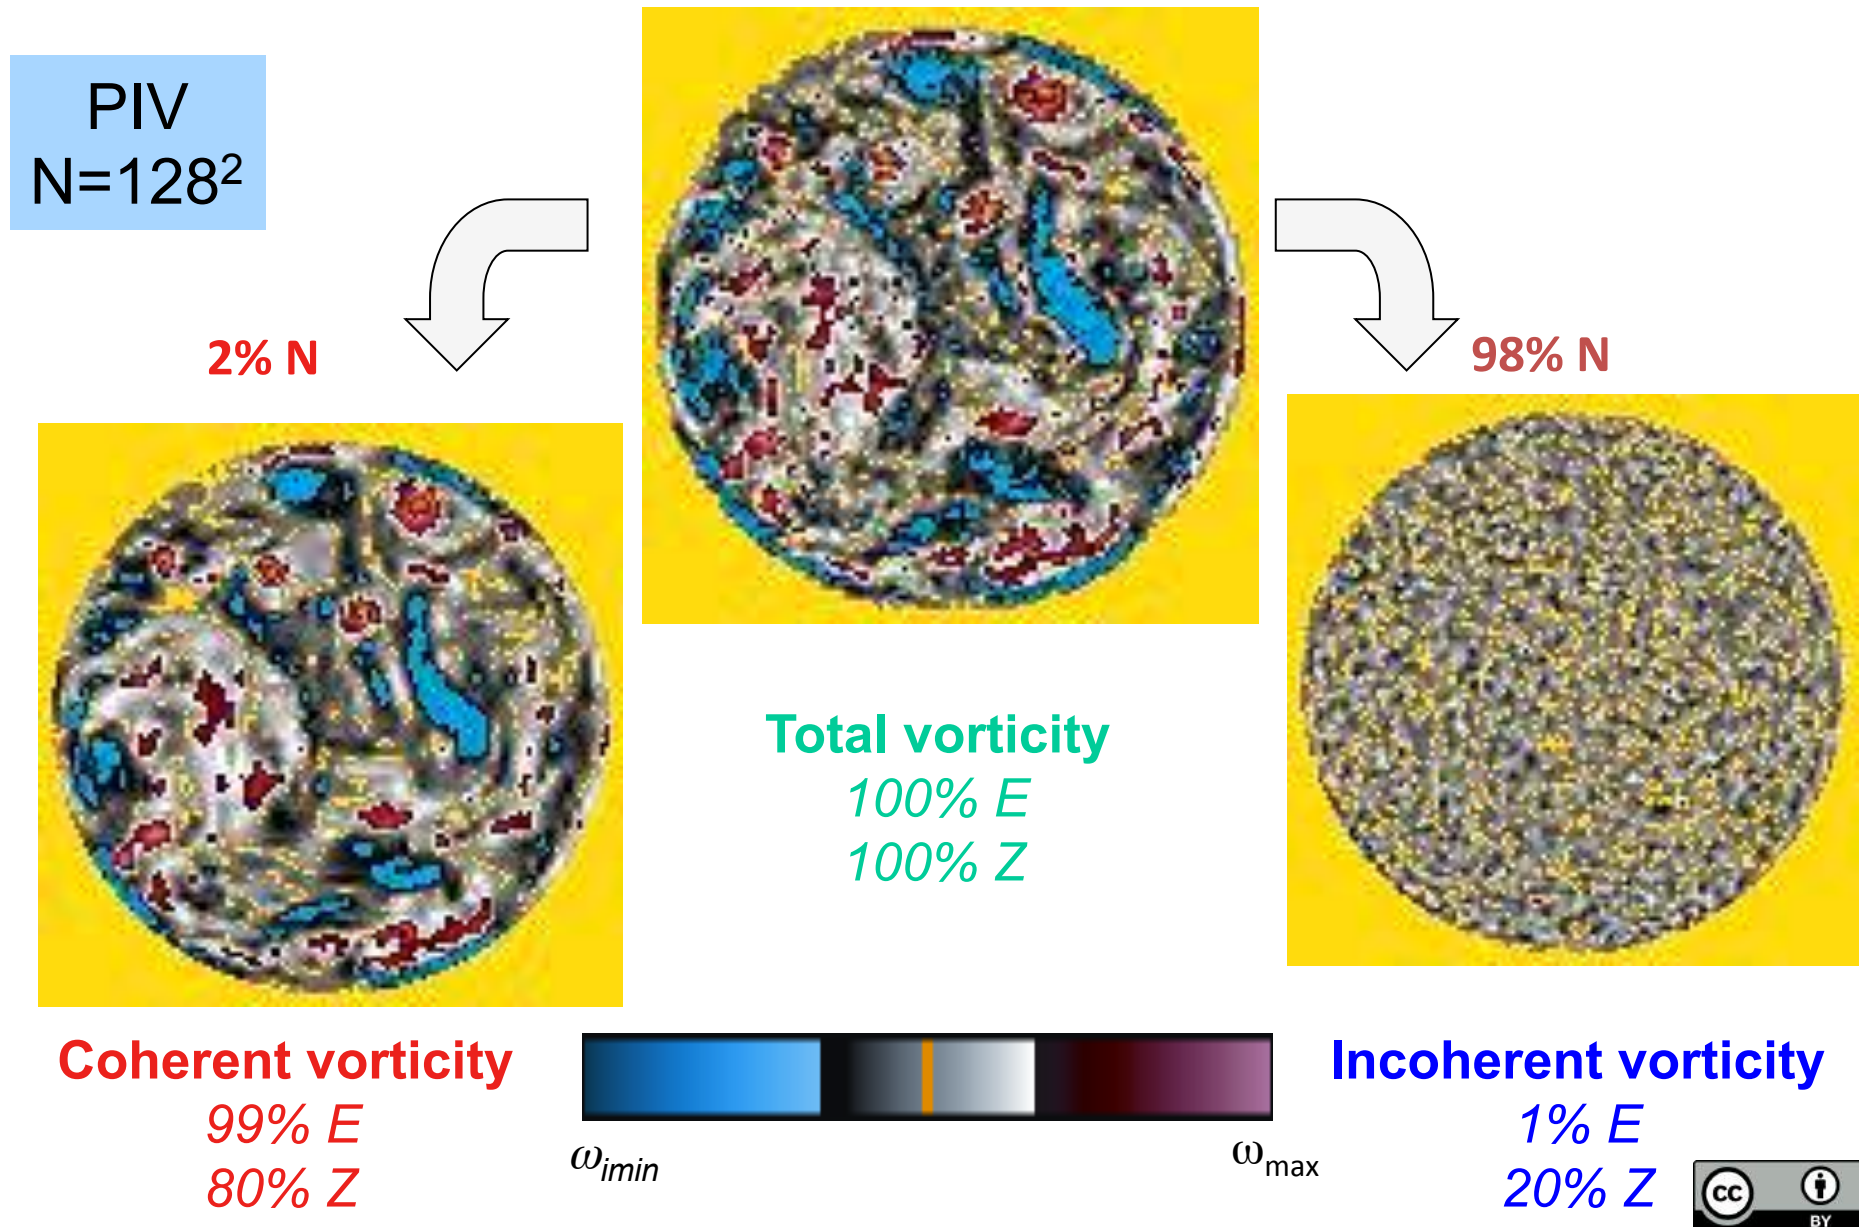 PIV
N=128²
2% N
98% N
Total vorticity
100% E
100% Z
Coherent vorticity
99% E
80% Z
ω_imin
ω_max
Incoherent vorticity
1% E
20% Z
cc
BY